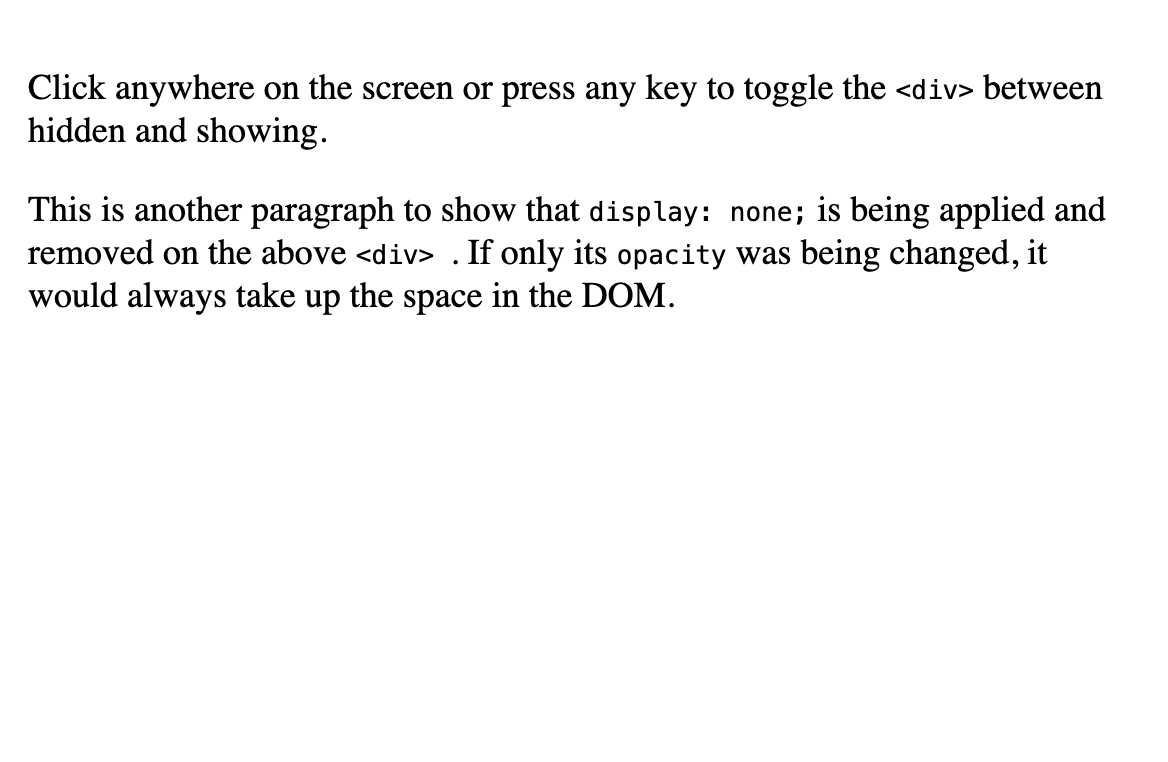 Click anywhere on the screen or press any key to toggle the <div> between
hidden and showing.
This is another paragraph to show that display: none; is being applied and
removed on the above <div> . If only its opacity was being changed, it
would always take up the space in the DOM.